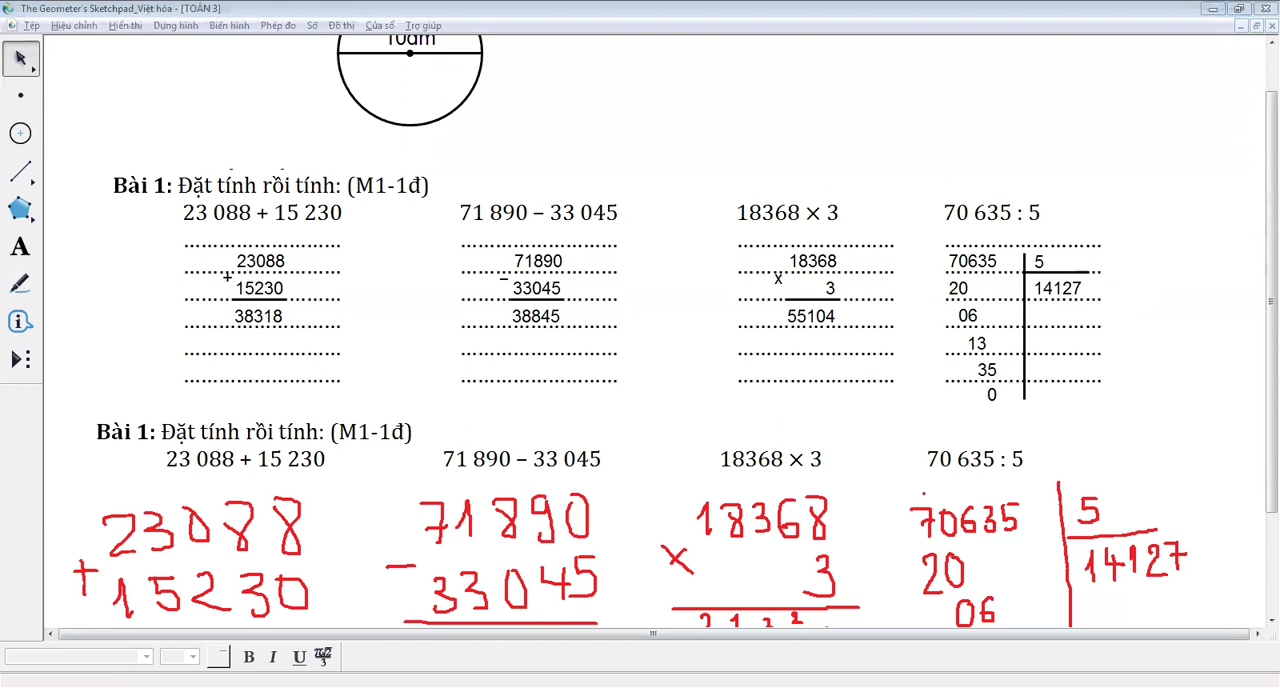 The Geometer's Sketchpad_Việt hóa - [TOÁN 3]
Tệp Hiệu chỉnh Hiển thị Dựng hình Biến hình Phép đo Số Đồ thị Cửa sổ Trợ giúp
10dm
Bài 1: Đặt tính rồi tính: (M1-1đ)
23 088 + 15 230 71 890 – 33 045 18368 × 3 70 635 : 5
23088 71890 18368 70635 5
+ – x
15230 33045 3 20 14127
38318 38845 55104 06
13
35
0
Bài 1: Đặt tính rồi tính: (M1-1đ)
23 088 + 15 230 71 890 – 33 045 18368 × 3 70 635 : 5
23088 71890 18368 70635 5
+ – x 14127
15230 33045 3 20
06
A
B I U